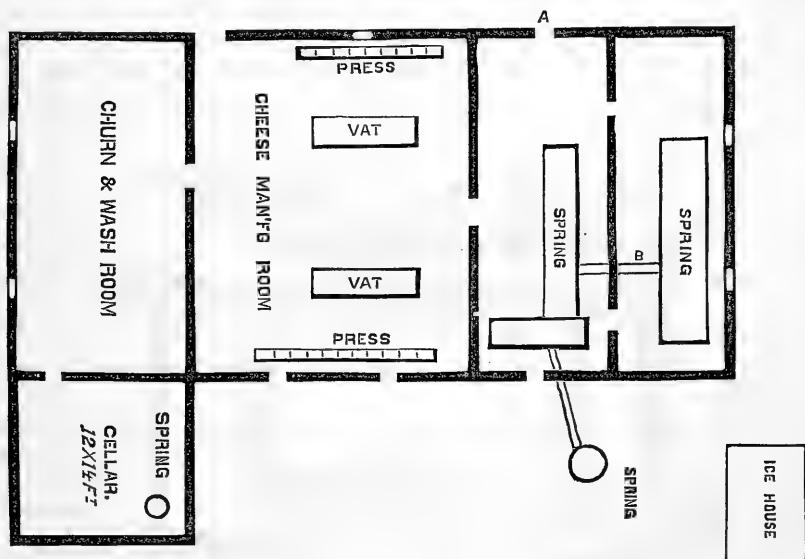 A
PRESS
VAT
CHURN & WASH ROOM
CHEESE MAN'FG ROOM
SPRING
SPRING
B
VAT
PRESS
SPRING
CELLAR.
12X14 FT
SPRING
ICE HOUSE